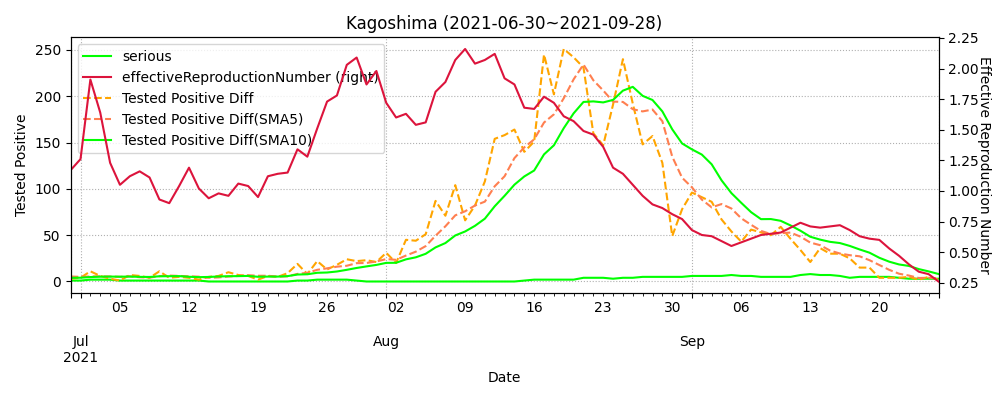 Kagoshima (2021-06-30~2021-09-28)
serious
effectiveReproductionNumber (right)
Tested Positive Diff
Tested Positive Diff(SMA5)
Tested Positive Diff(SMA10)
Tested Positive
250
200
150
100
50
0
2.25
2.00
1.75
1.50
1.25
1.00
0.75
0.50
0.25
Effective Reproduction Number
05
12
19
26
02
09
16
23
30
06
13
20
Jul
2021
Aug
Sep
Date